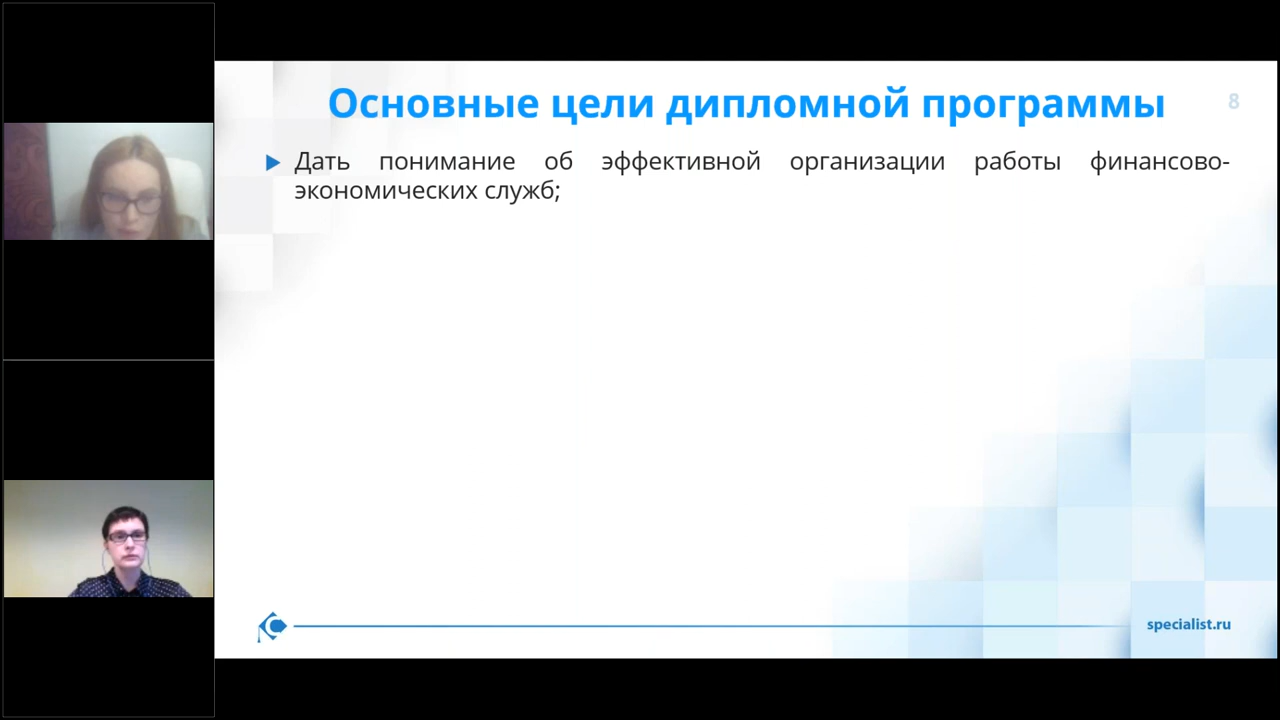 Основные цели дипломной программы
8
Дать понимание об эффективной организации работы финансово-
экономических служб;
specialist.ru